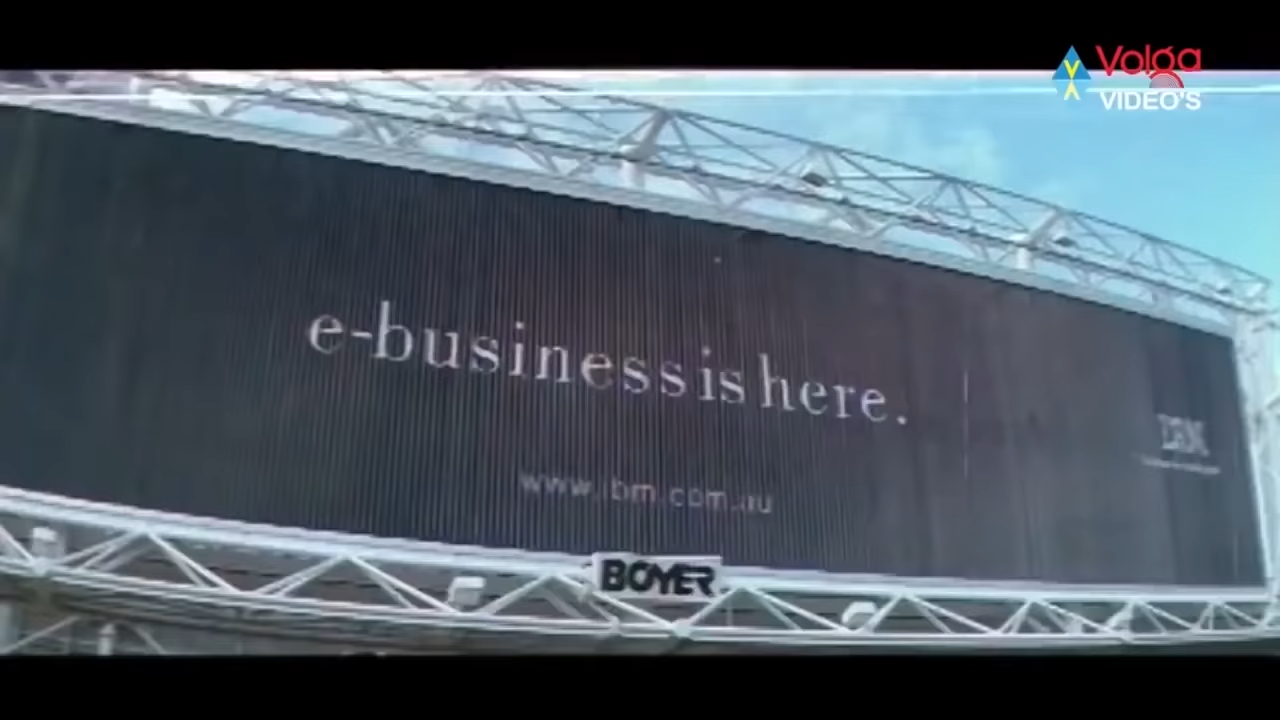 Volga
VIDEO'S
e-business is here.
IBM
www.ibm.com.au
BOYER